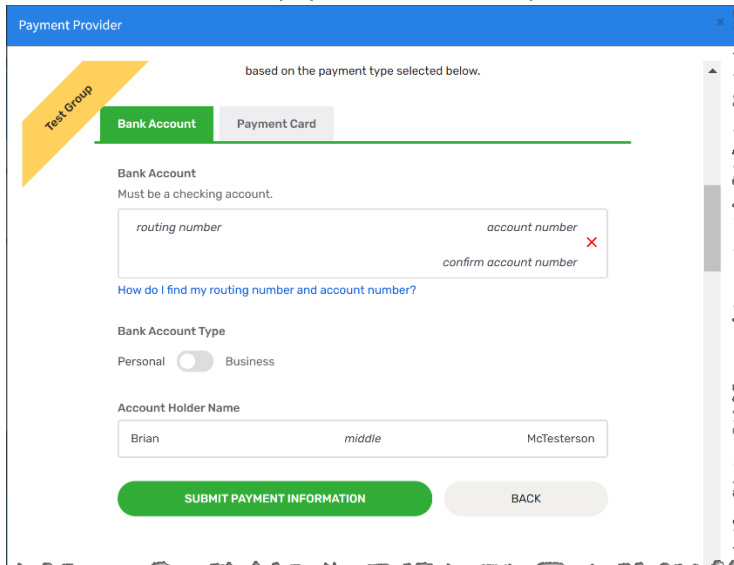 Payment Provider
based on the payment type selected below.
Test Group
Bank Account Payment Card
Bank Account
Must be a checking account.
routing number account number
confirm account number
How do I find my routing number and account number?
Bank Account Type
Personal Business
Account Holder Name
Brian middle McTesterson
SUBMIT PAYMENT INFORMATION BACK